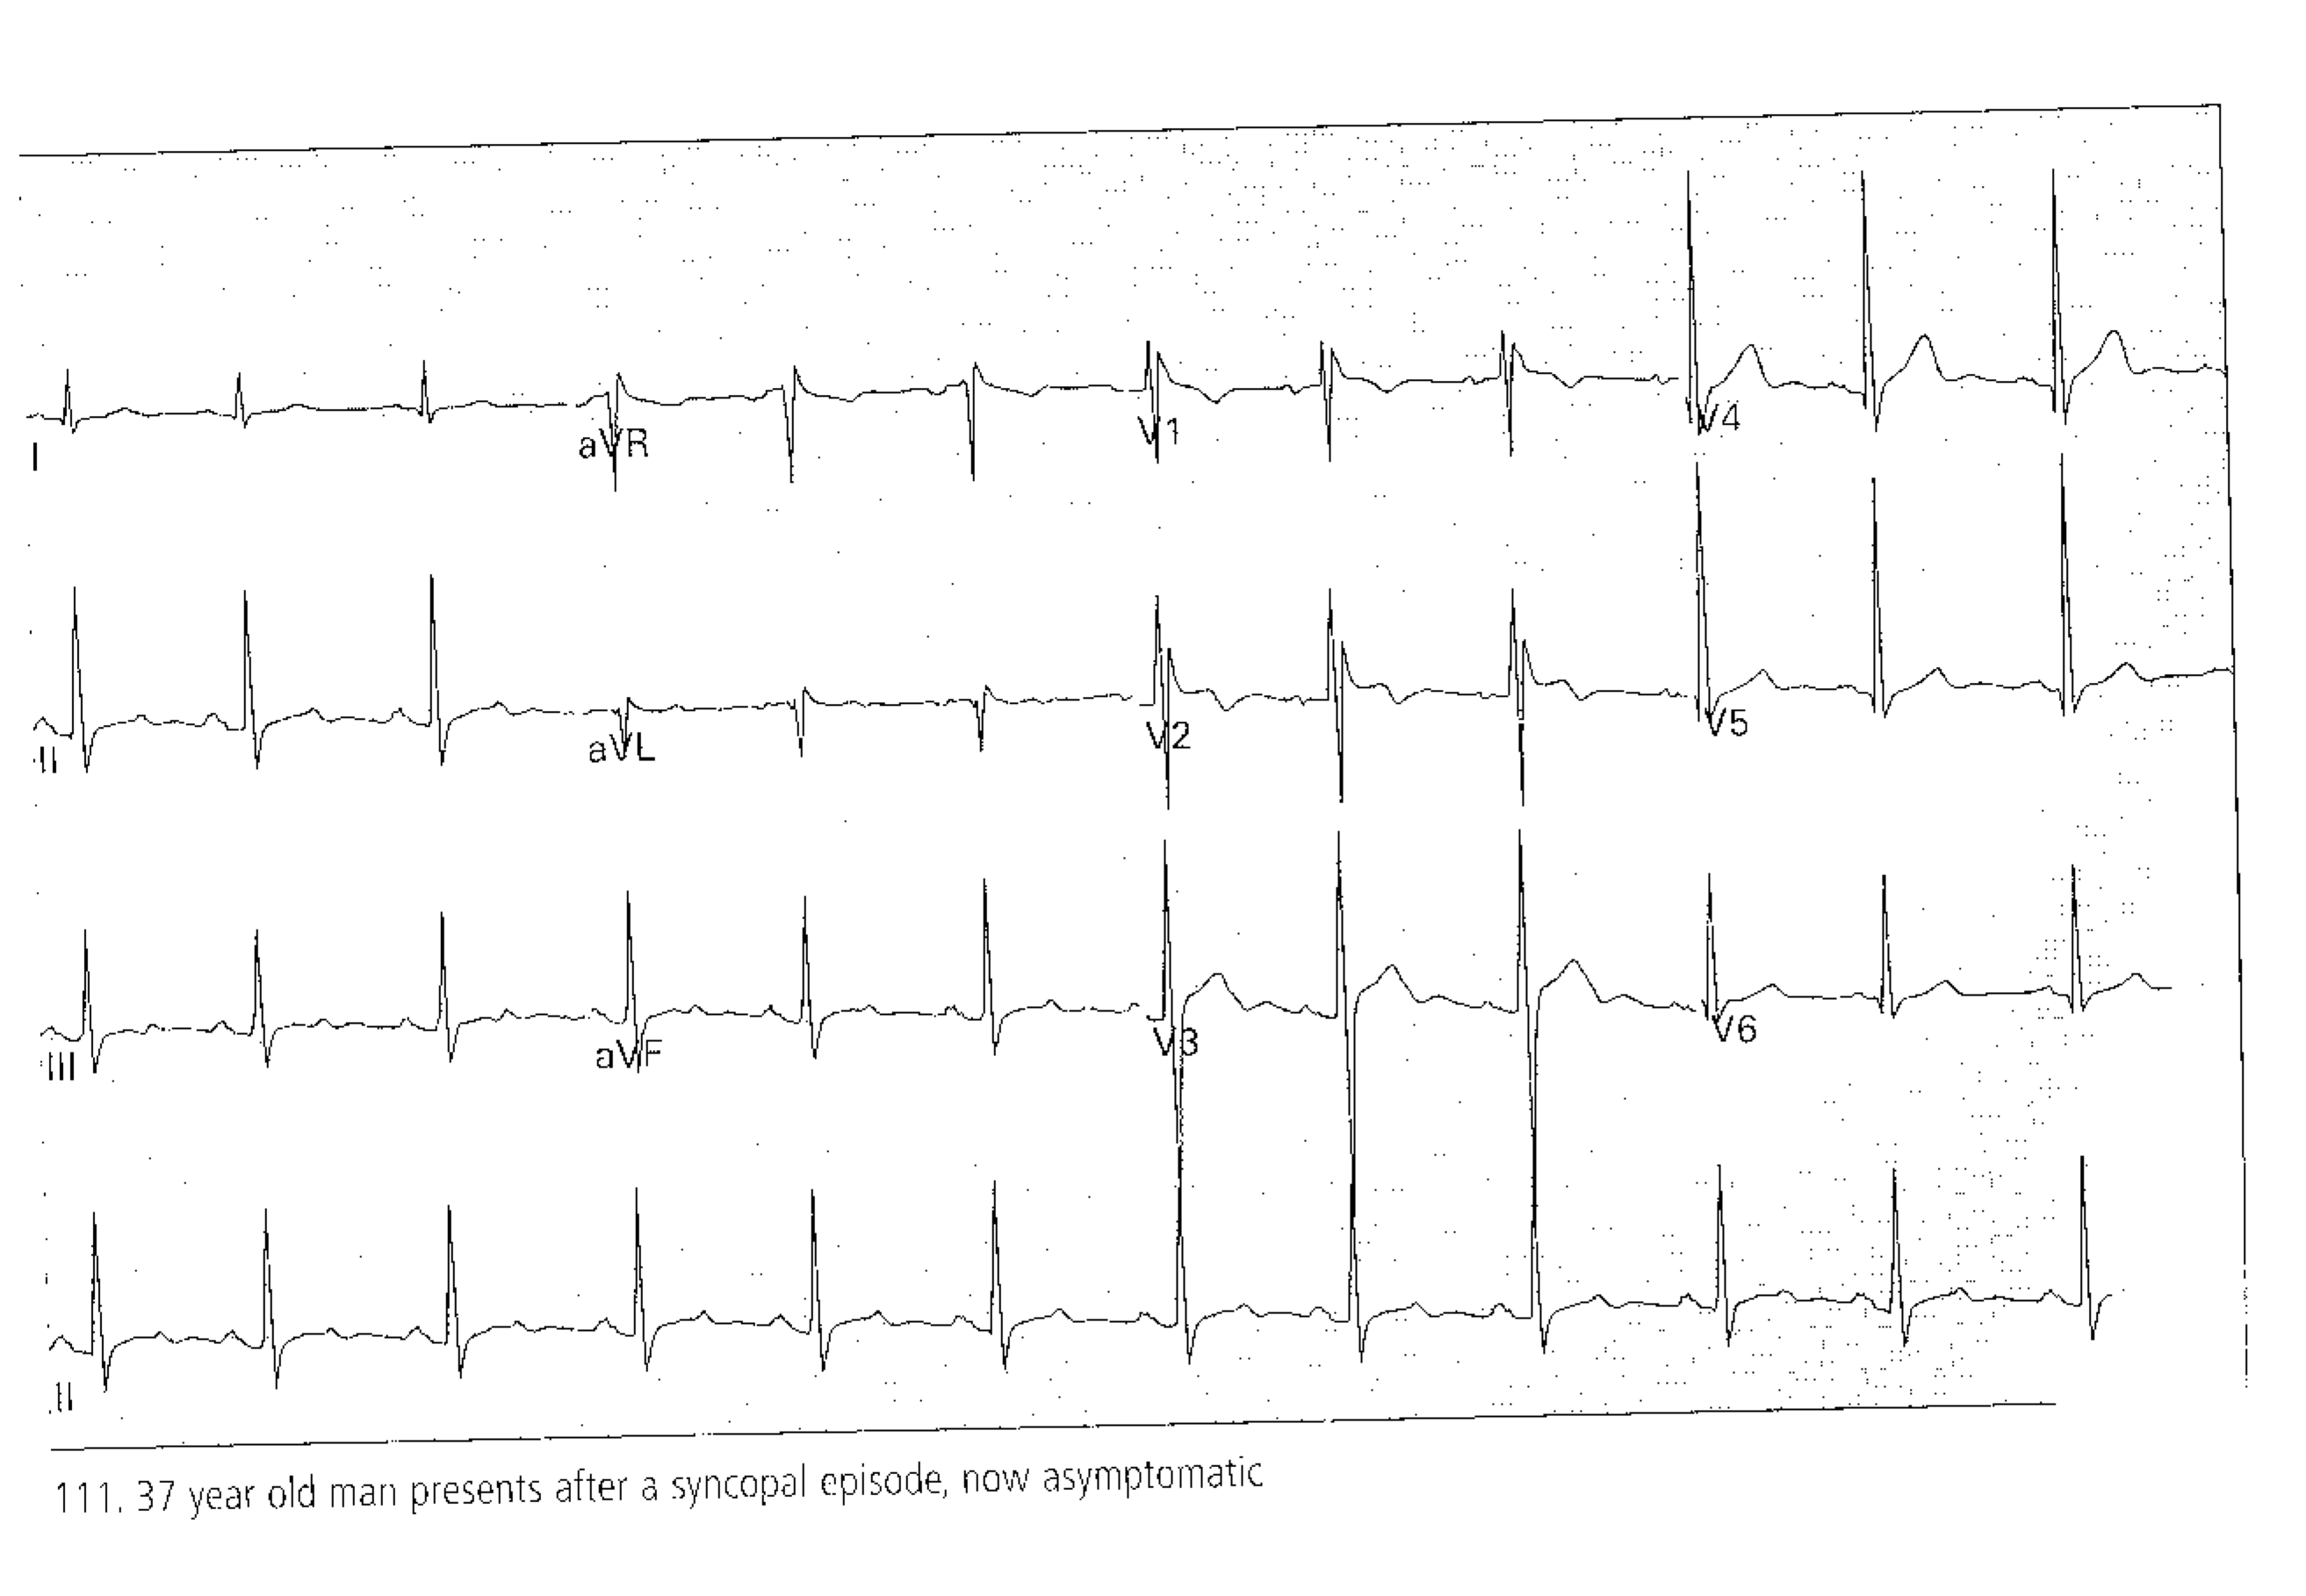 I aVR V1 V4
II aVL V2 V5
III aVF V3 V6
II
111. 37 year old man presents after a syncopal episode, now asymptomatic